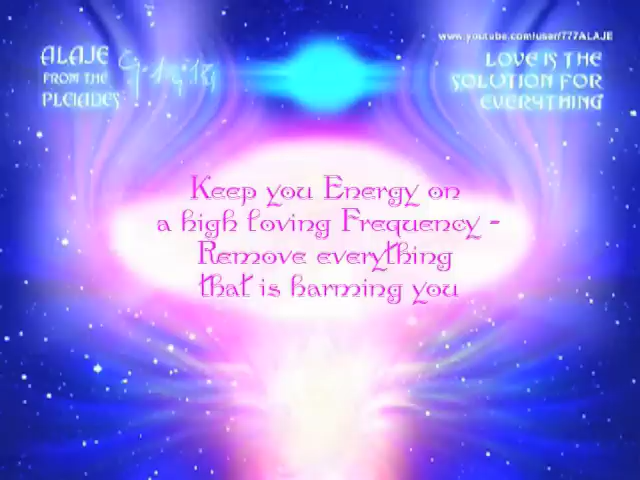 www.youtube.com/user/777ALAJE
ALAJE
FROM THE
PLEIADES
LOVE IS THE
SOLUTION FOR
EVERYTHING
Keep you Energy on
a high loving Frequency -
Remove everything
that is harming you